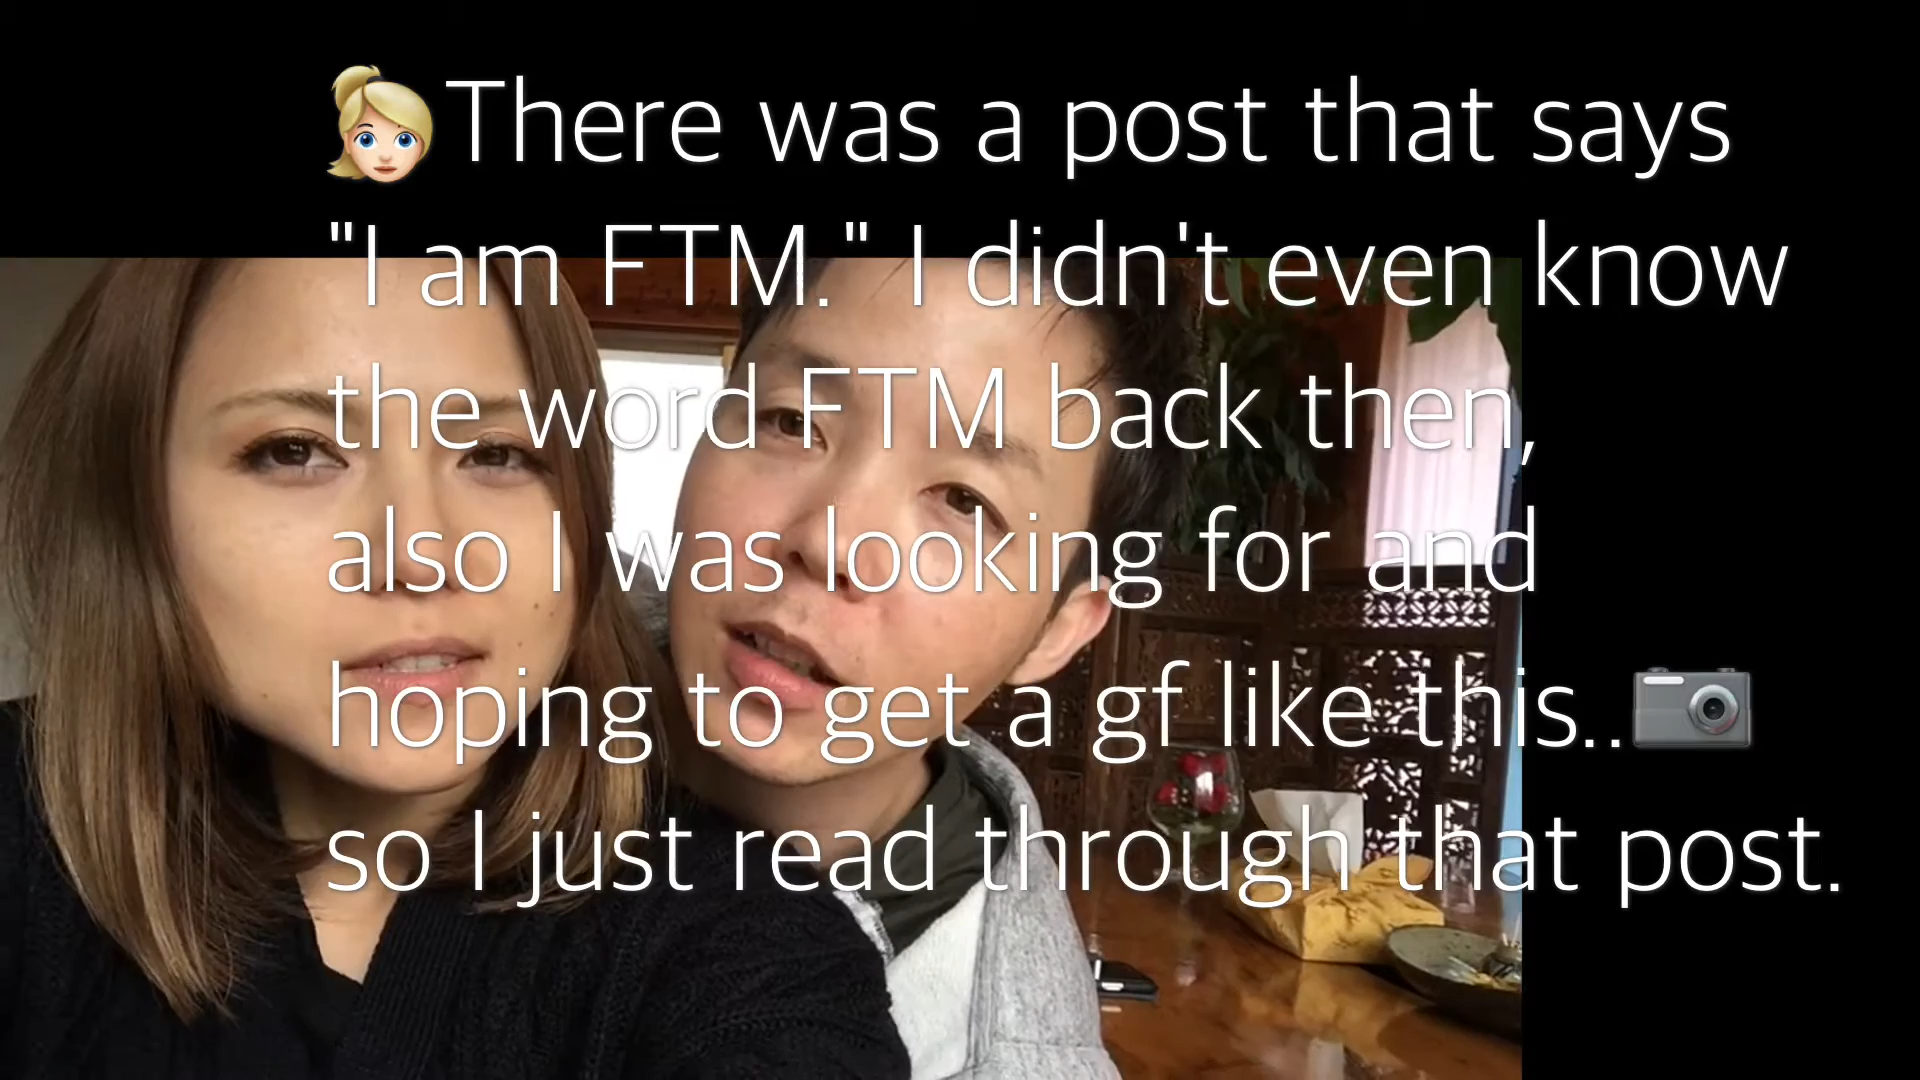 👱🏼‍♀️There was a post that says
"I am FTM." I didn't even know
the word FTM back then,
also I was looking for and
hoping to get a gf like this..📷
so I just read through that post.